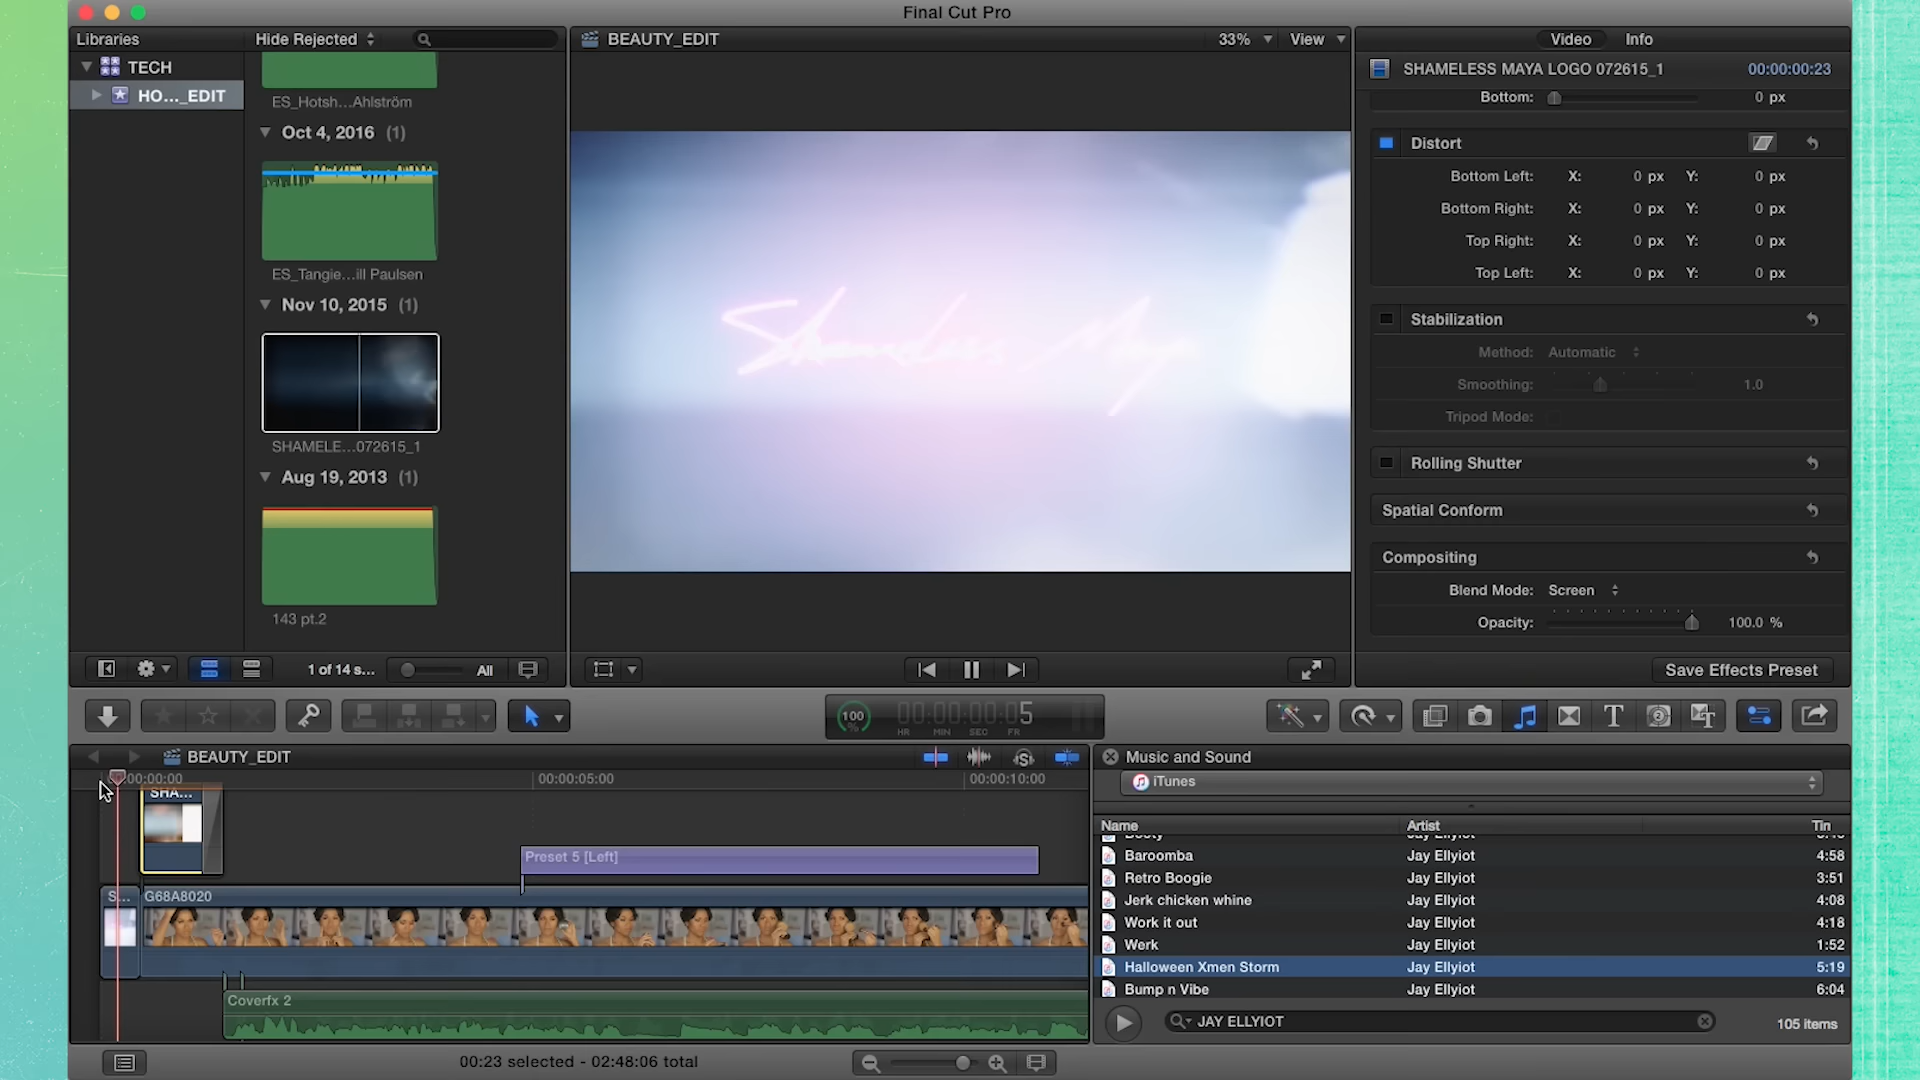 Final Cut Pro
Libraries
Hide Rejected
BEAUTY_EDIT
33%
View
Video
Info
TECH
HO..._EDIT
ES_Hotsh...Ahlström
Oct 4, 2016 (1)
ES_Tangie...ill Paulsen
Nov 10, 2015 (1)
SHAMELE...072615_1
Aug 19, 2013 (1)
143 pt.2
Shameless Maya
SHAMELESS MAYA LOGO 072615_1
00:00:00:23
Bottom: 0 px
Distort
Bottom Left: X: 0 px Y: 0 px
Bottom Right: X: 0 px Y: 0 px
Top Right: X: 0 px Y: 0 px
Top Left: X: 0 px Y: 0 px
Stabilization
Method: Automatic
Smoothing: 1.0
Tripod Mode:
Rolling Shutter
Spatial Conform
Compositing
Blend Mode: Screen
Opacity: 100.0 %
1 of 14 s...
All
Save Effects Preset
100 %
00:00:00:05
HR MIN SEC FR
BEAUTY_EDIT
00:00:00:00
00:00:05:00
00:00:10:00
SHA...
Preset 5 [Left]
S...
G68A8020
Coverfx 2
00:23 selected - 02:48:06 total
Music and Sound
iTunes
Name Artist Tin
Booty Jay Ellyiot
Baroomba Jay Ellyiot 4:58
Retro Boogie Jay Ellyiot 3:51
Jerk chicken whine Jay Ellyiot 4:08
Work it out Jay Ellyiot 4:18
Werk Jay Ellyiot 1:52
Halloween Xmen Storm Jay Ellyiot 5:19
Bump n Vibe Jay Ellyiot 6:04
JAY ELLYIOT
105 items